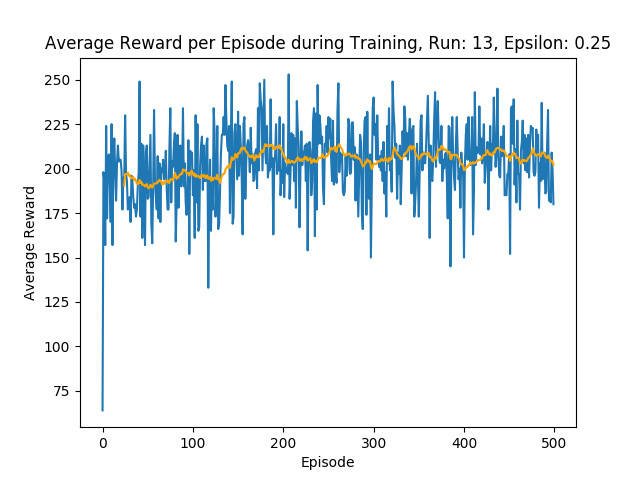 Average Reward per Episode during Training, Run: 13, Epsilon: 0.25
250
225
200
175
150
125
100
75
Average Reward
0 100 200 300 400 500
Episode